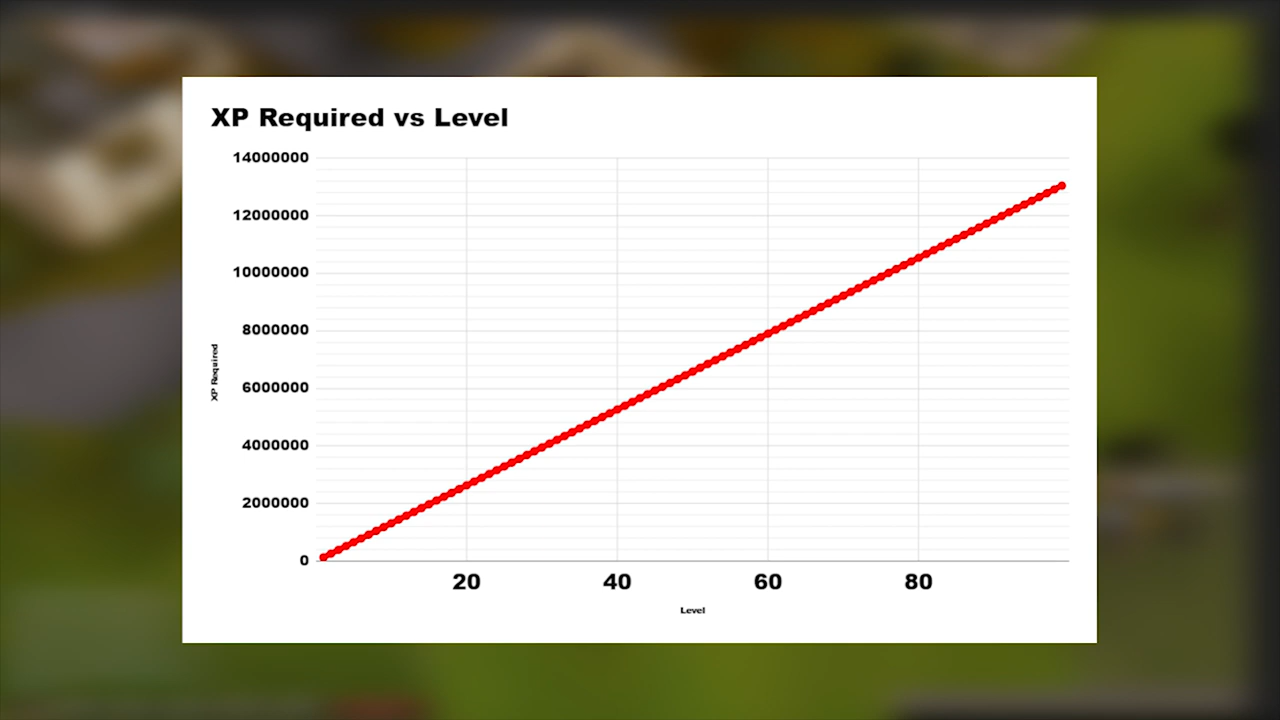 XP Required vs Level
14000000
12000000
10000000
8000000
6000000
4000000
2000000
0
XP Required
20 40 60 80
Level